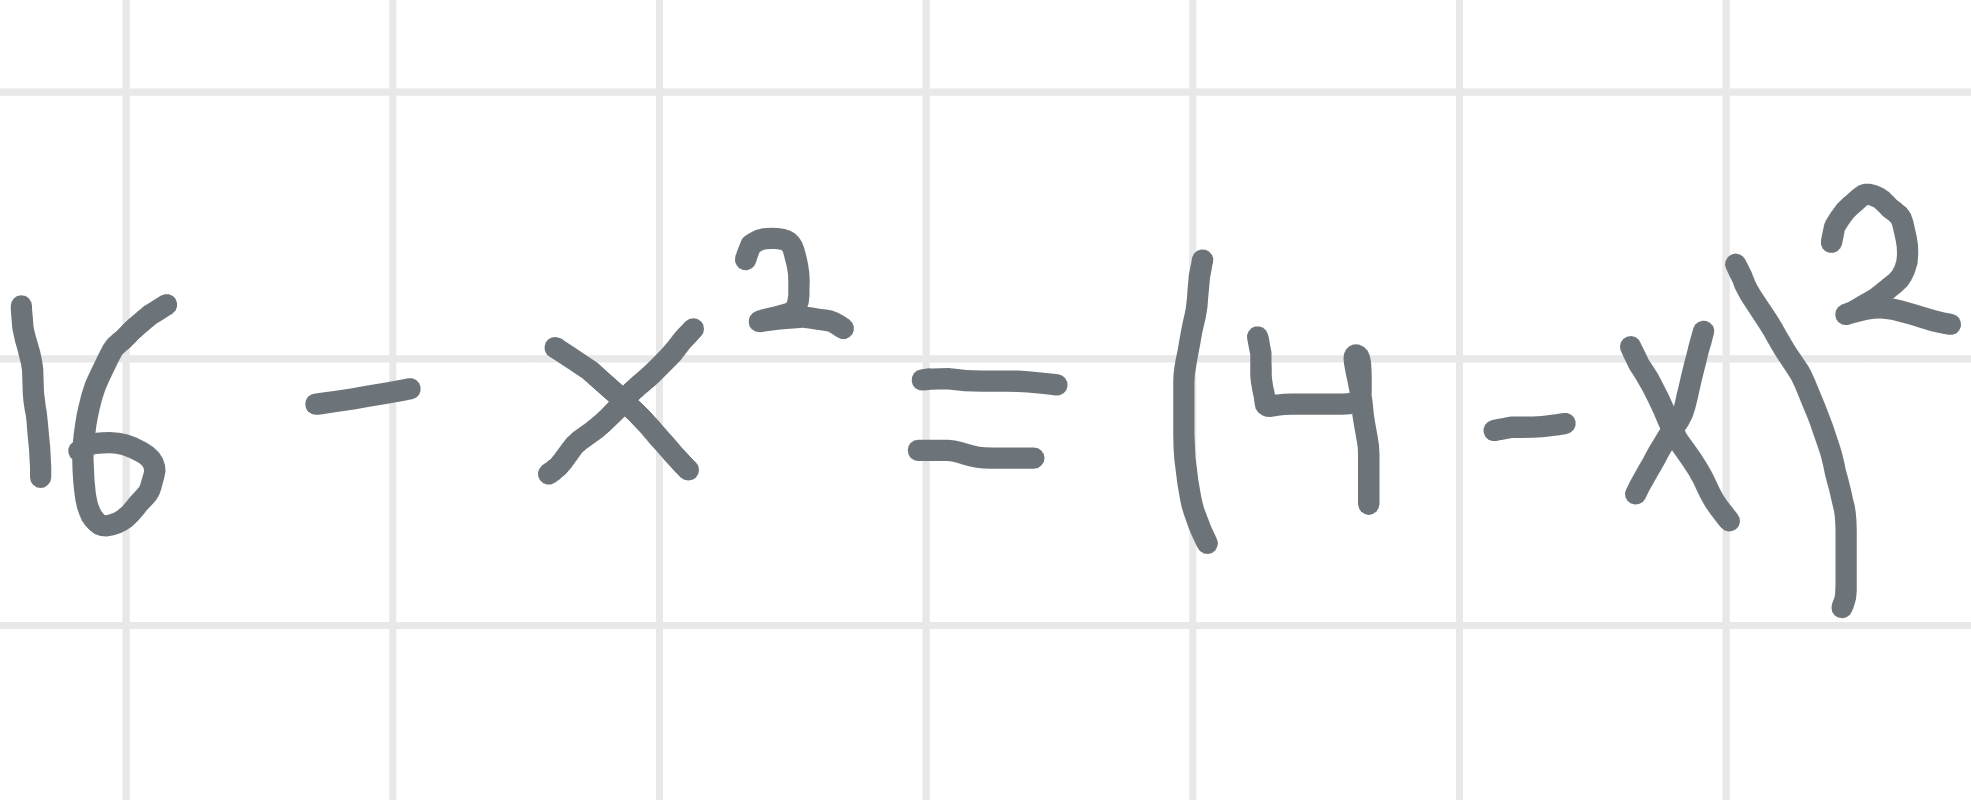 16 - x² = (4 - x)²